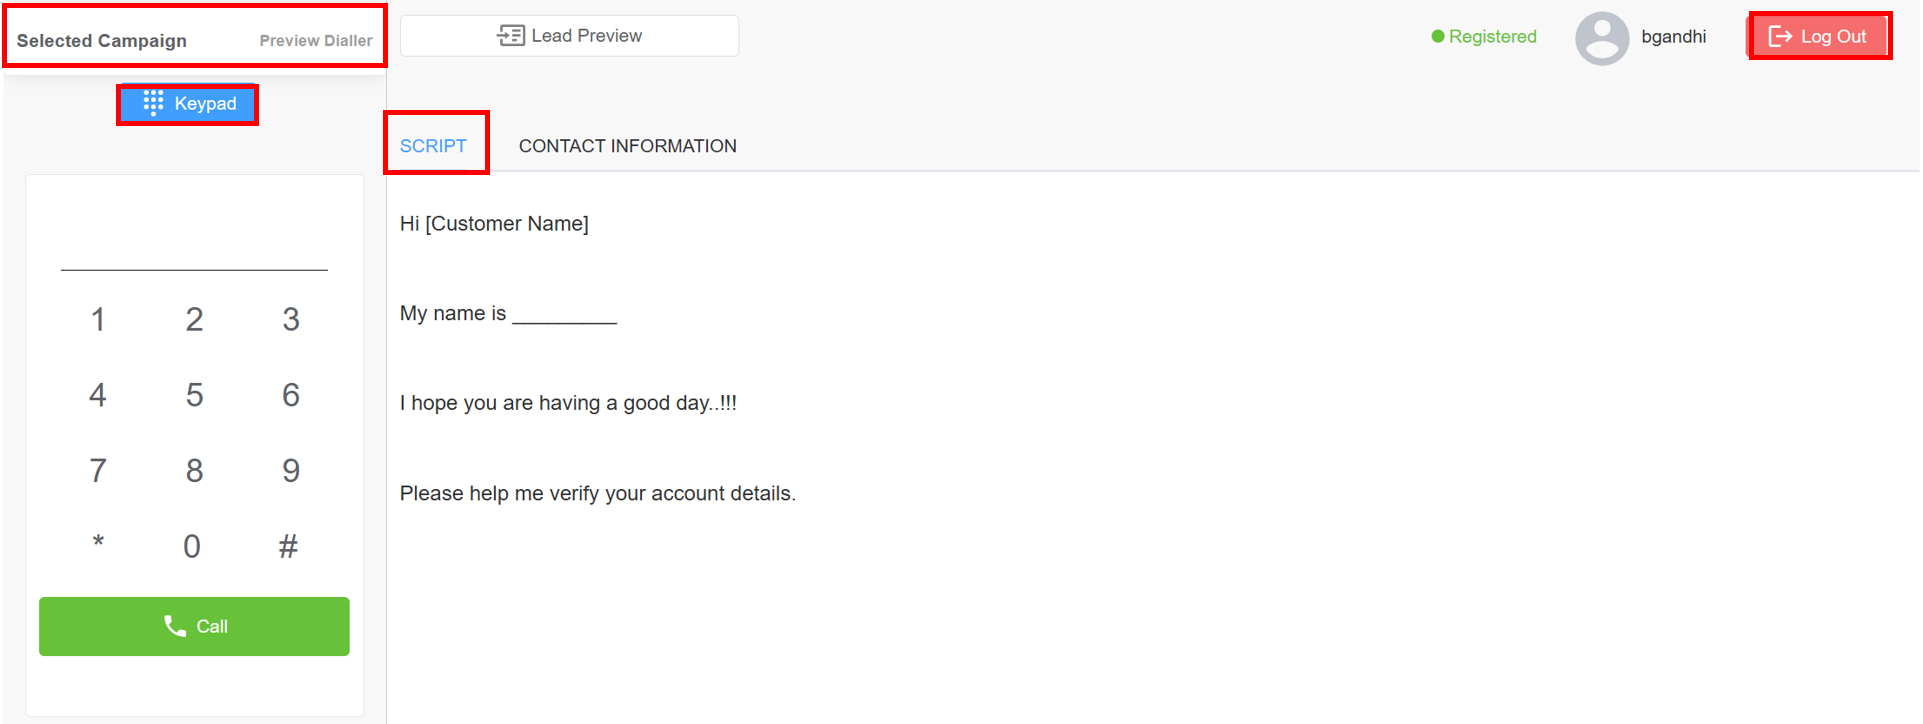 Selected Campaign Preview Dialler
Lead Preview
Registered
bgandhi
Log Out
Keypad
SCRIPT CONTACT INFORMATION
1 2 3
4 5 6
7 8 9
* 0 #
Call
Hi [Customer Name]
My name is _________
I hope you are having a good day..!!!
Please help me verify your account details.